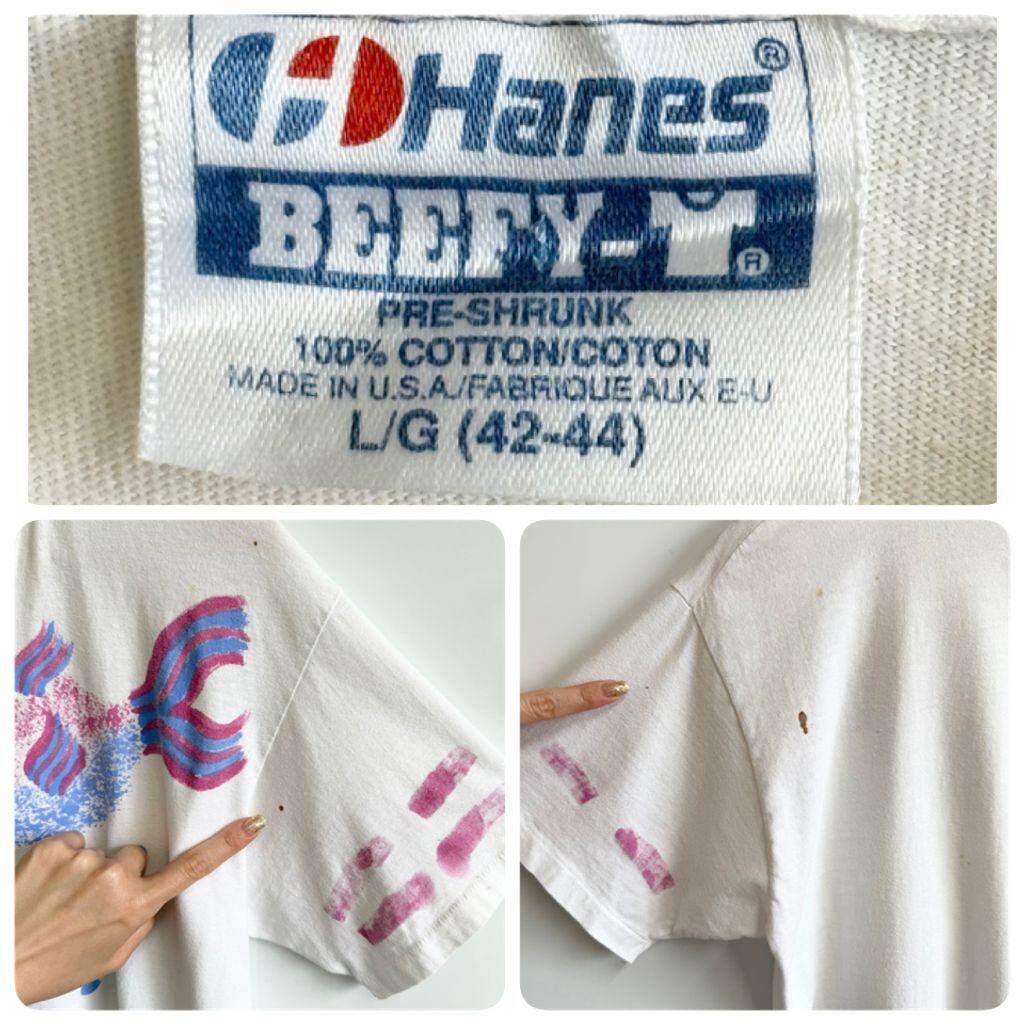 Hanes®
BEEFY-T®
PRE-SHRUNK
100% COTTON/COTON
MADE IN U.S.A./FABRIQUE AUX E-U
L/G (42-44)